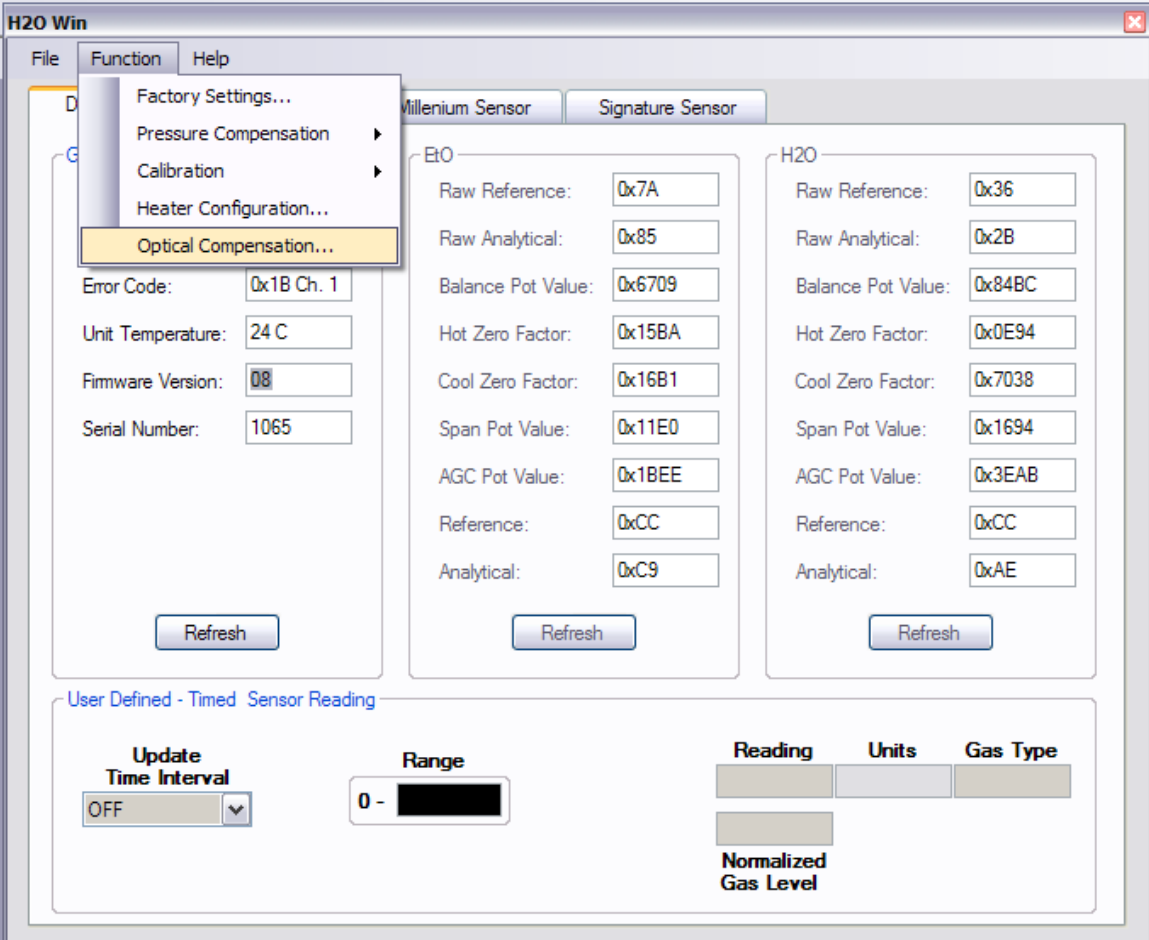 H2O Win
File Function Help
Factory Settings...
Pressure Compensation
Calibration
Heater Configuration...
Optical Compensation...
D
Millenium Sensor
Signature Sensor
G
Error Code: 0x1B Ch. 1
Unit Temperature: 24 C
Firmware Version: 08
Serial Number: 1065
Refresh
EtO
Raw Reference: 0x7A
Raw Analytical: 0x85
Balance Pot Value: 0x6709
Hot Zero Factor: 0x15BA
Cool Zero Factor: 0x16B1
Span Pot Value: 0x11E0
AGC Pot Value: 0x1BEE
Reference: 0xCC
Analytical: 0xC9
Refresh
H2O
Raw Reference: 0x36
Raw Analytical: 0x2B
Balance Pot Value: 0x84BC
Hot Zero Factor: 0x0E94
Cool Zero Factor: 0x7038
Span Pot Value: 0x1694
AGC Pot Value: 0x3EAB
Reference: 0xCC
Analytical: 0xAE
Refresh
User Defined - Timed Sensor Reading
Update
Time Interval
OFF
Range
0 -
Reading Units Gas Type
Normalized
Gas Level